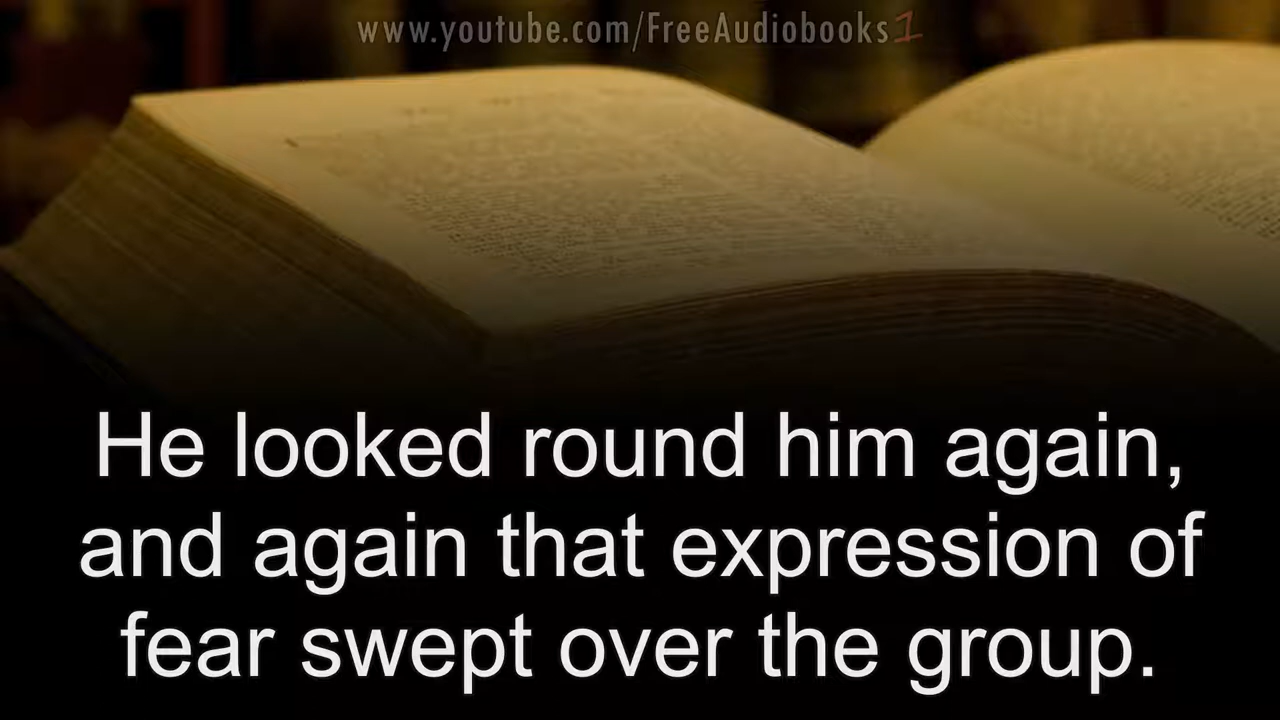 www.youtube.com/FreeAudiobooks1
He looked round him again,
and again that expression of
fear swept over the group.